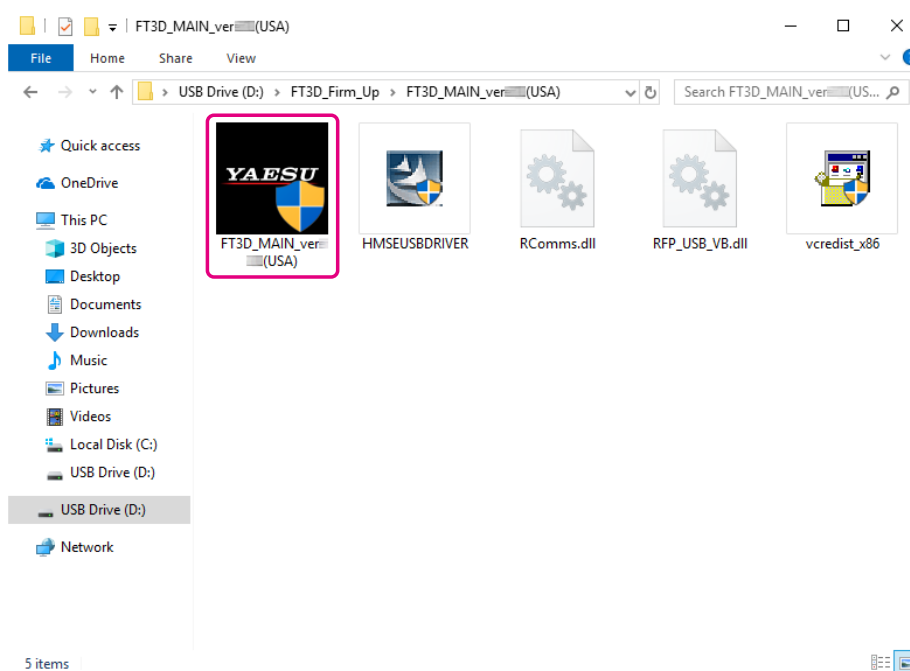 FT3D_MAIN_ver (USA)
File Home Share View
USB Drive (D:) > FT3D_Firm_Up > FT3D_MAIN_ver (USA)
Search FT3D_MAIN_ver (US...
Quick access
OneDrive
This PC
3D Objects
Desktop
Documents
Downloads
Music
Pictures
Videos
Local Disk (C:)
USB Drive (D:)
USB Drive (D:)
Network
YAESU
FT3D_MAIN_ver
(USA)
HMSEUSBDRIVER
RComms.dll
RFP_USB_VB.dll
vcredist_x86
5 items